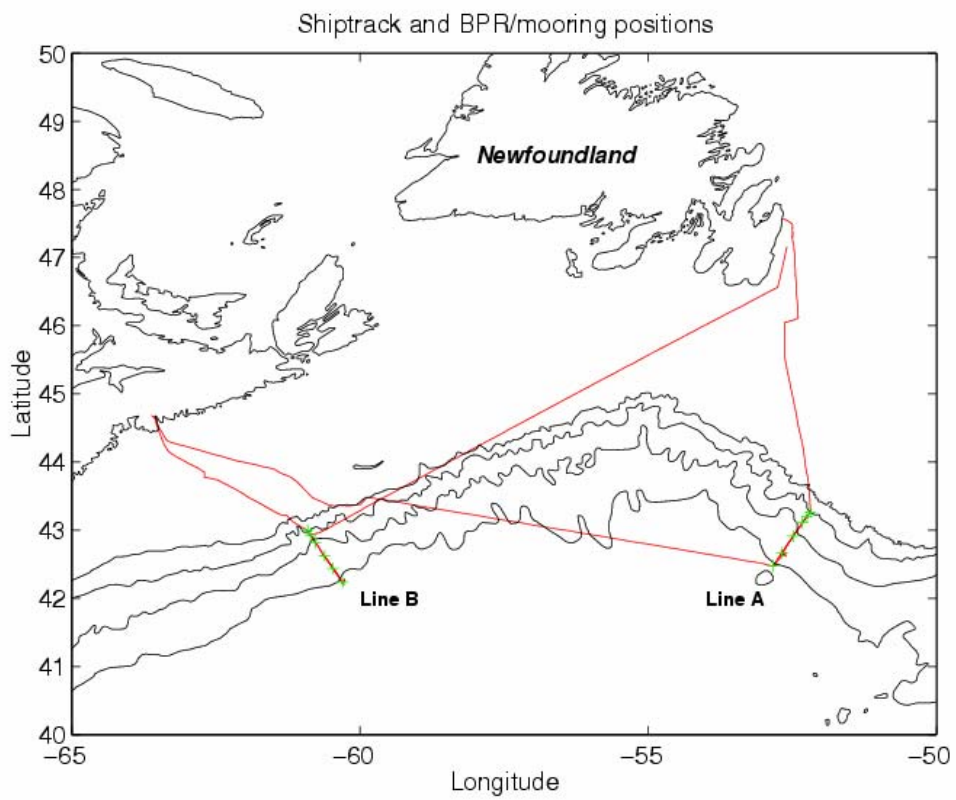 Shiptrack and BPR/mooring positions
50
49
48
47
46
45
44
43
42
41
40
Latitude
Newfoundland
Line B
Line A
−65
−60
−55
−50
Longitude